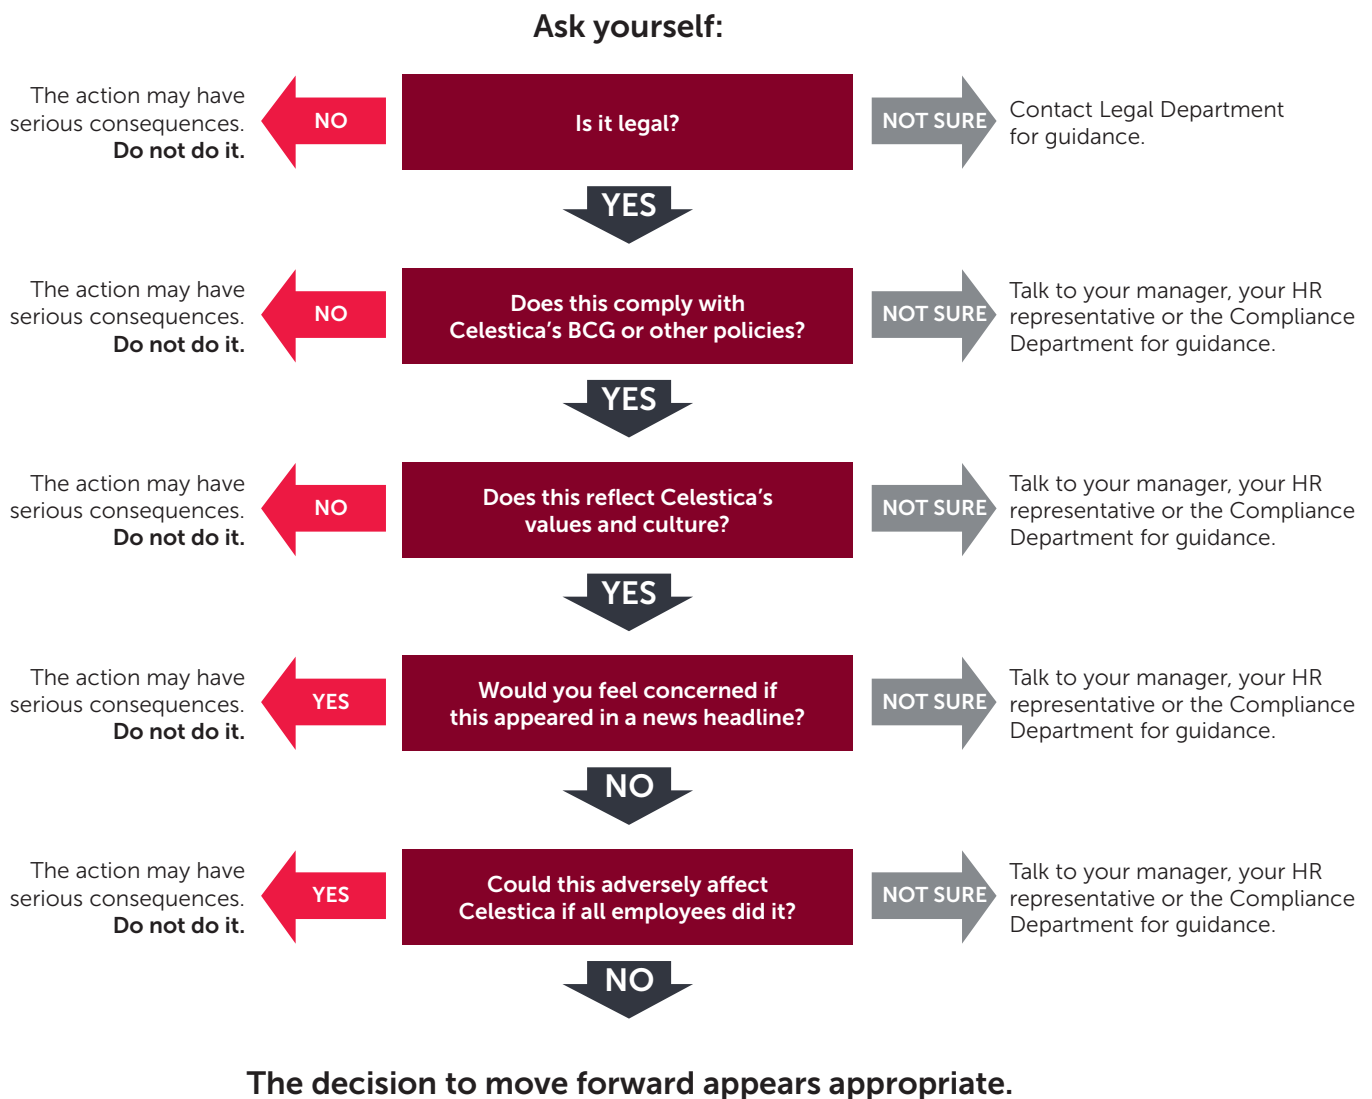 Ask yourself:
The action may have
serious consequences.
Do not do it.
NO
Is it legal?
NOT SURE
Contact Legal Department
for guidance.
YES
The action may have
serious consequences.
Do not do it.
NO
Does this comply with
Celestica’s BCG or other policies?
NOT SURE
Talk to your manager, your HR
representative or the Compliance
Department for guidance.
YES
The action may have
serious consequences.
Do not do it.
NO
Does this reflect Celestica’s
values and culture?
NOT SURE
Talk to your manager, your HR
representative or the Compliance
Department for guidance.
YES
The action may have
serious consequences.
Do not do it.
YES
Would you feel concerned if
this appeared in a news headline?
NOT SURE
Talk to your manager, your HR
representative or the Compliance
Department for guidance.
NO
The action may have
serious consequences.
Do not do it.
YES
Could this adversely affect
Celestica if all employees did it?
NOT SURE
Talk to your manager, your HR
representative or the Compliance
Department for guidance.
NO
The decision to move forward appears appropriate.